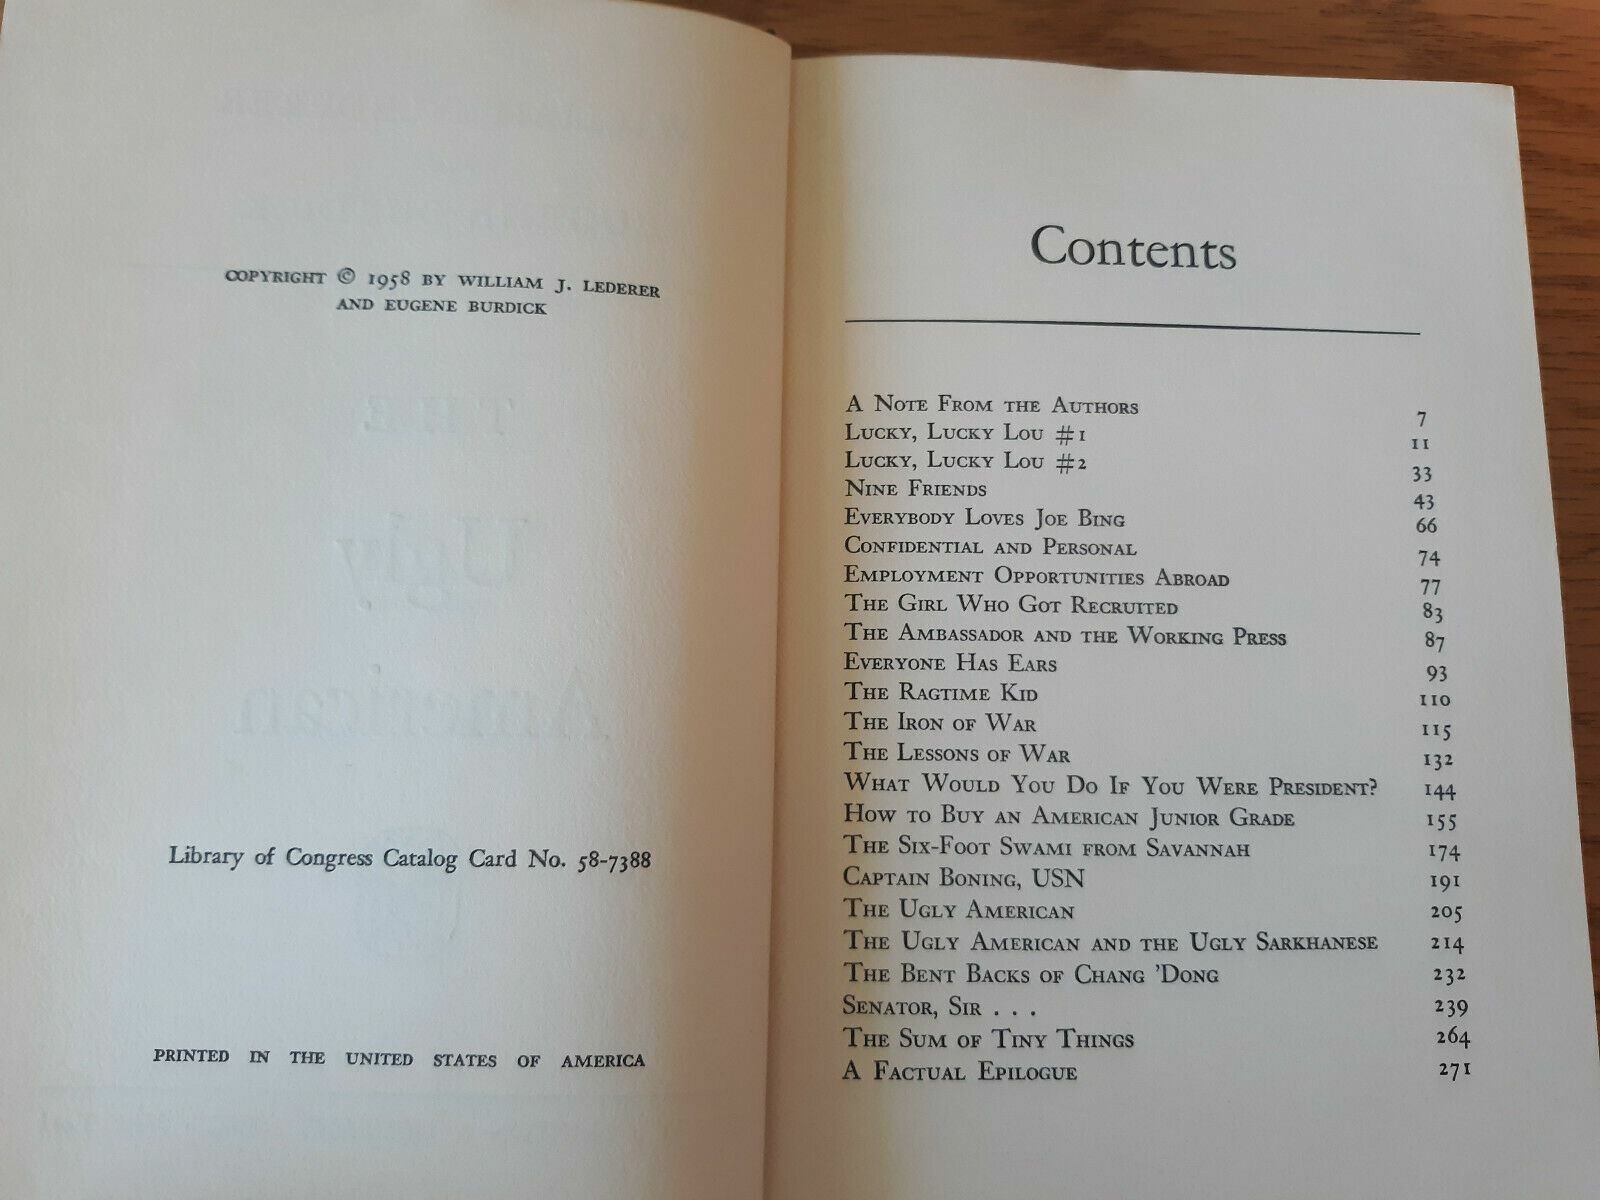 COPYRIGHT © 1958 BY WILLIAM J. LEDERER
AND EUGENE BURDICK
THE
Ugly
American
Library of Congress Catalog Card No. 58-7388
PRINTED IN THE UNITED STATES OF AMERICA
Contents
A NOTE FROM THE AUTHORS 7
LUCKY, LUCKY LOU #1 11
LUCKY, LUCKY LOU #2 33
NINE FRIENDS 43
EVERYBODY LOVES JOE BING 66
CONFIDENTIAL AND PERSONAL 74
EMPLOYMENT OPPORTUNITIES ABROAD 77
THE GIRL WHO GOT RECRUITED 83
THE AMBASSADOR AND THE WORKING PRESS 87
EVERYONE HAS EARS 93
THE RAGTIME KID 110
THE IRON OF WAR 115
THE LESSONS OF WAR 132
WHAT WOULD YOU DO IF YOU WERE PRESIDENT? 144
HOW TO BUY AN AMERICAN JUNIOR GRADE 155
THE SIX-FOOT SWAMI FROM SAVANNAH 174
CAPTAIN BONING, USN 191
THE UGLY AMERICAN 205
THE UGLY AMERICAN AND THE UGLY SARKHANESE 214
THE BENT BACKS OF CHANG 'DONG 232
SENATOR, SIR . . . 239
THE SUM OF TINY THINGS 264
A FACTUAL EPILOGUE 271